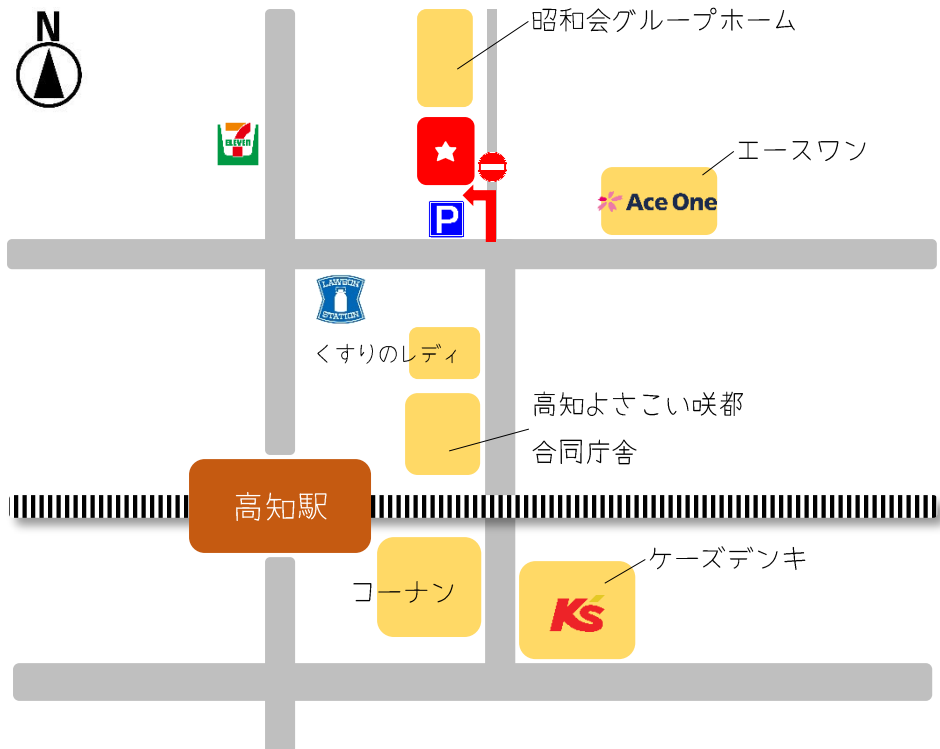 N
昭和会グループホーム
7
ELEVEN
エースワン
Ace One
P
LAWSON
STATION
くすりのレディ
高知よさこい咲都
合同庁舎
高知駅
ケーズデンキ
コーナン
K's